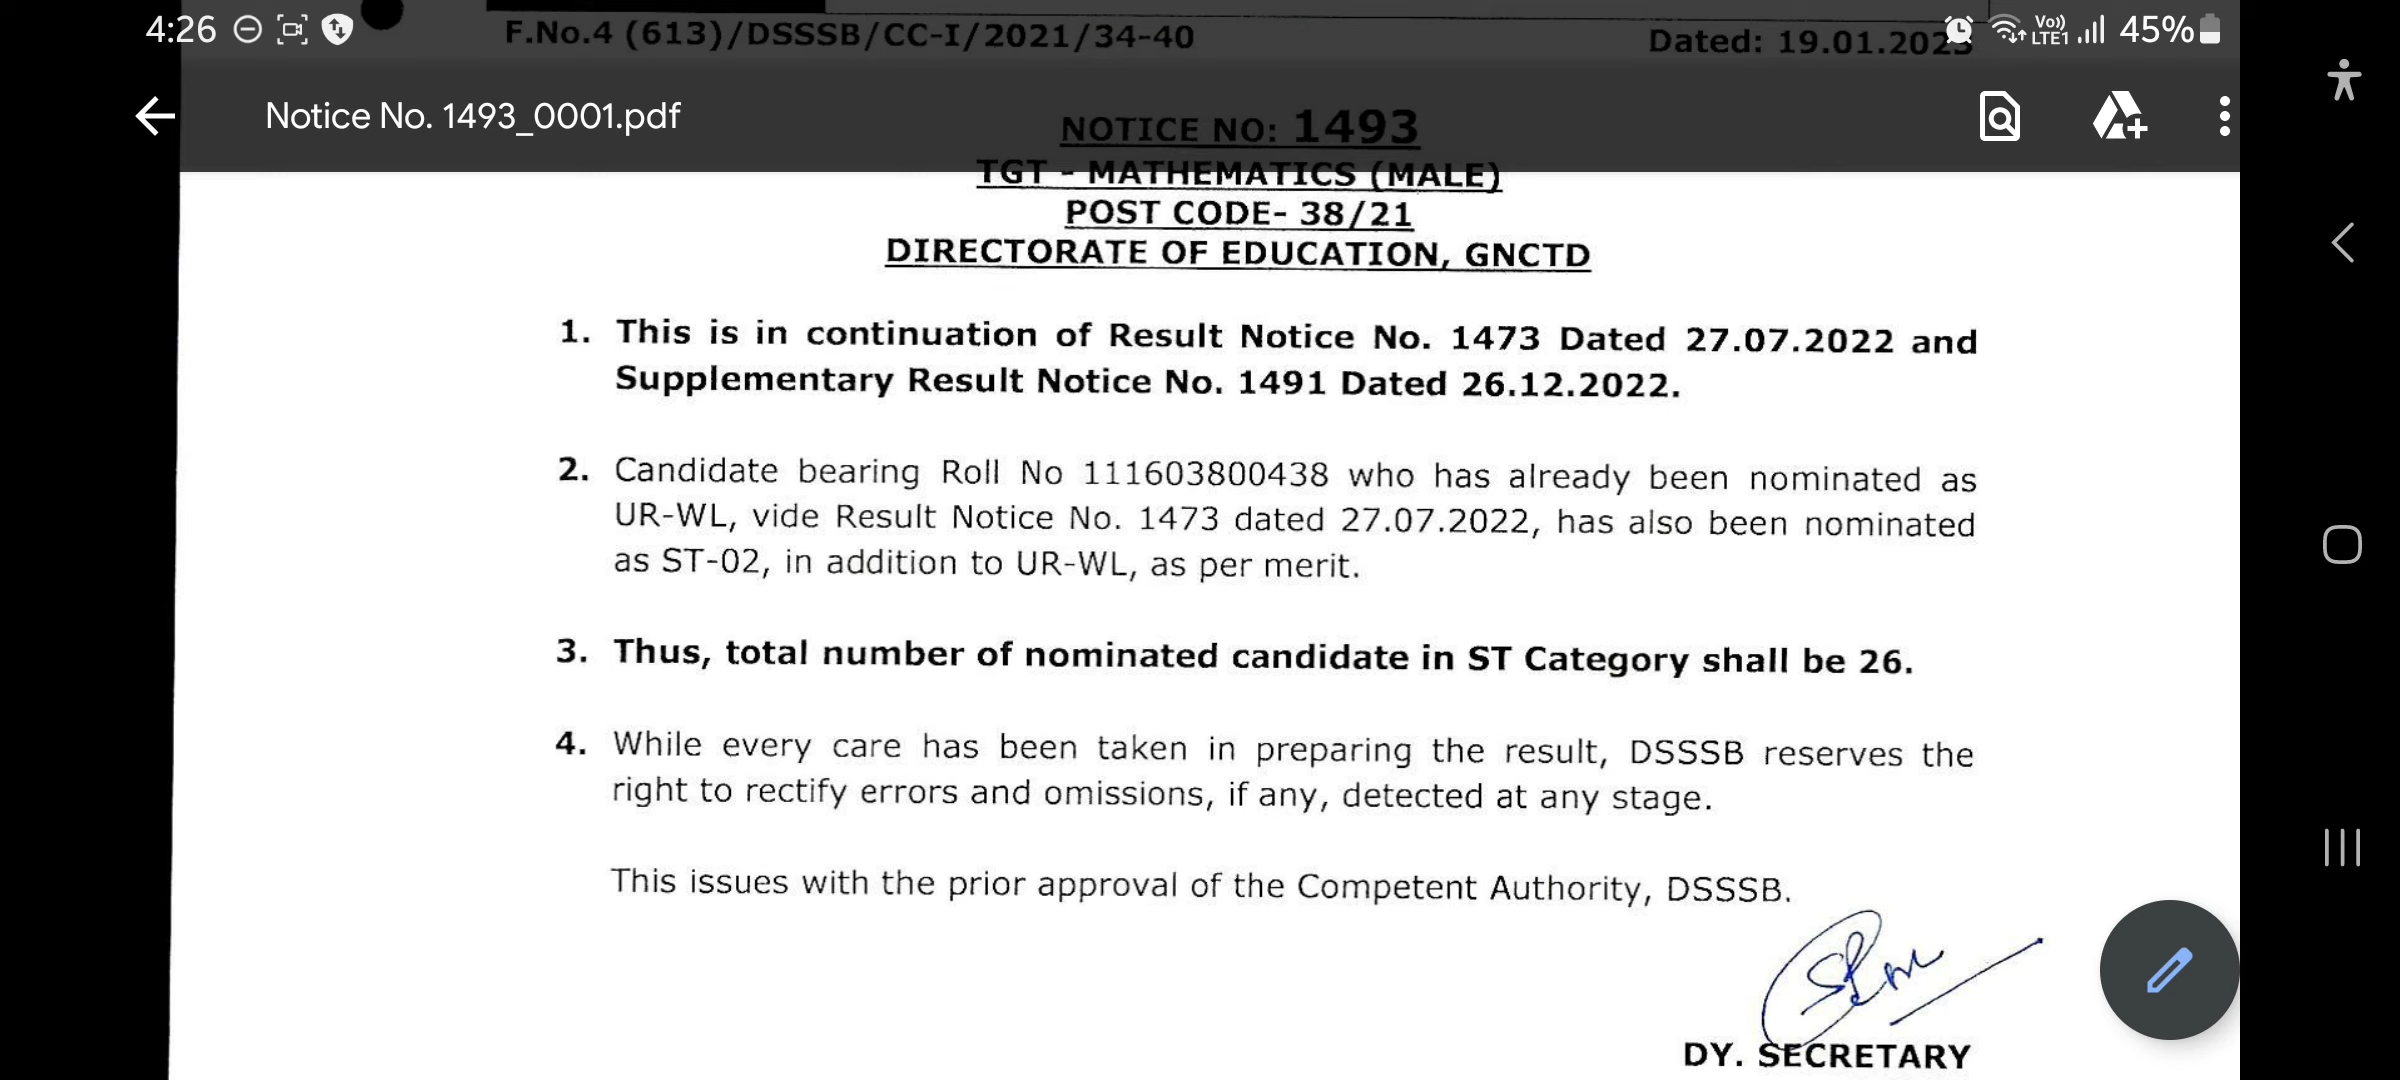 4:26
Vo)) LTE1 45%
F.No.4 (613)/DSSSB/CC-I/2021/34-40 Dated: 19.01.2023
Notice No. 1493_0001.pdf
NOTICE NO: 1493
TGT - MATHEMATICS (MALE)
POST CODE- 38/21
DIRECTORATE OF EDUCATION, GNCTD
1. This is in continuation of Result Notice No. 1473 Dated 27.07.2022 and
Supplementary Result Notice No. 1491 Dated 26.12.2022.
2. Candidate bearing Roll No 111603800438 who has already been nominated as
UR-WL, vide Result Notice No. 1473 dated 27.07.2022, has also been nominated
as ST-02, in addition to UR-WL, as per merit.
3. Thus, total number of nominated candidate in ST Category shall be 26.
4. While every care has been taken in preparing the result, DSSSB reserves the
right to rectify errors and omissions, if any, detected at any stage.
This issues with the prior approval of the Competent Authority, DSSSB.
DY. SECRETARY